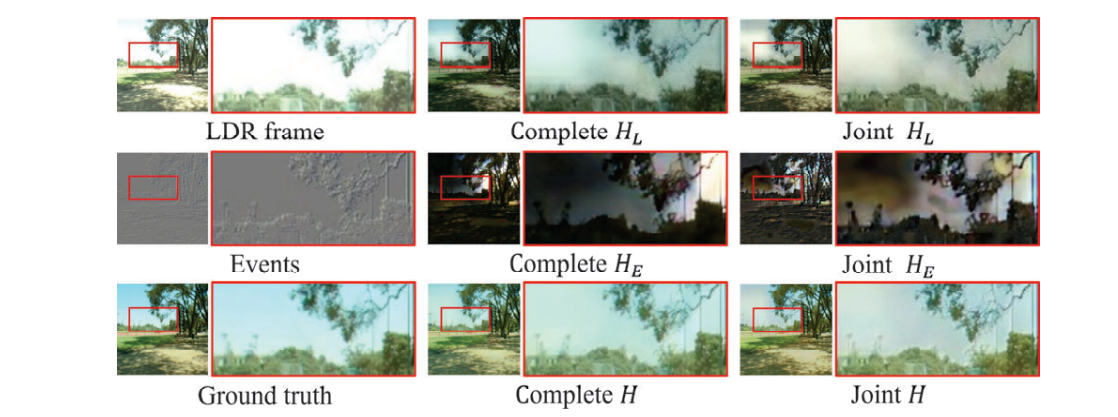 LDR frame Complete H_L Joint H_L
Events Complete H_E Joint H_E
Ground truth Complete H Joint H